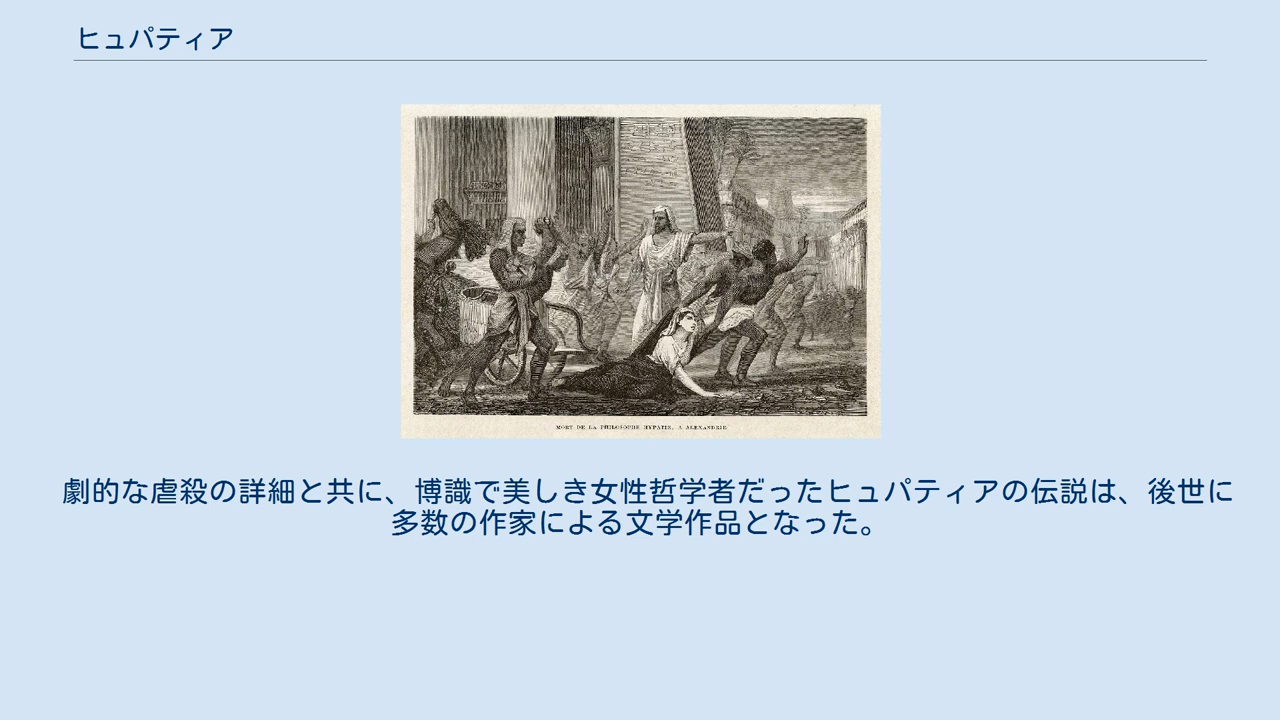 ヒュパティア
MORT DE LA PHILOSOPHE HYPATIE, A ALEXANDRIE
劇的な虐殺の詳細と共に、博識で美しき女性哲学者だったヒュパティアの伝説は、後世に
多数の作家による文学作品となった。